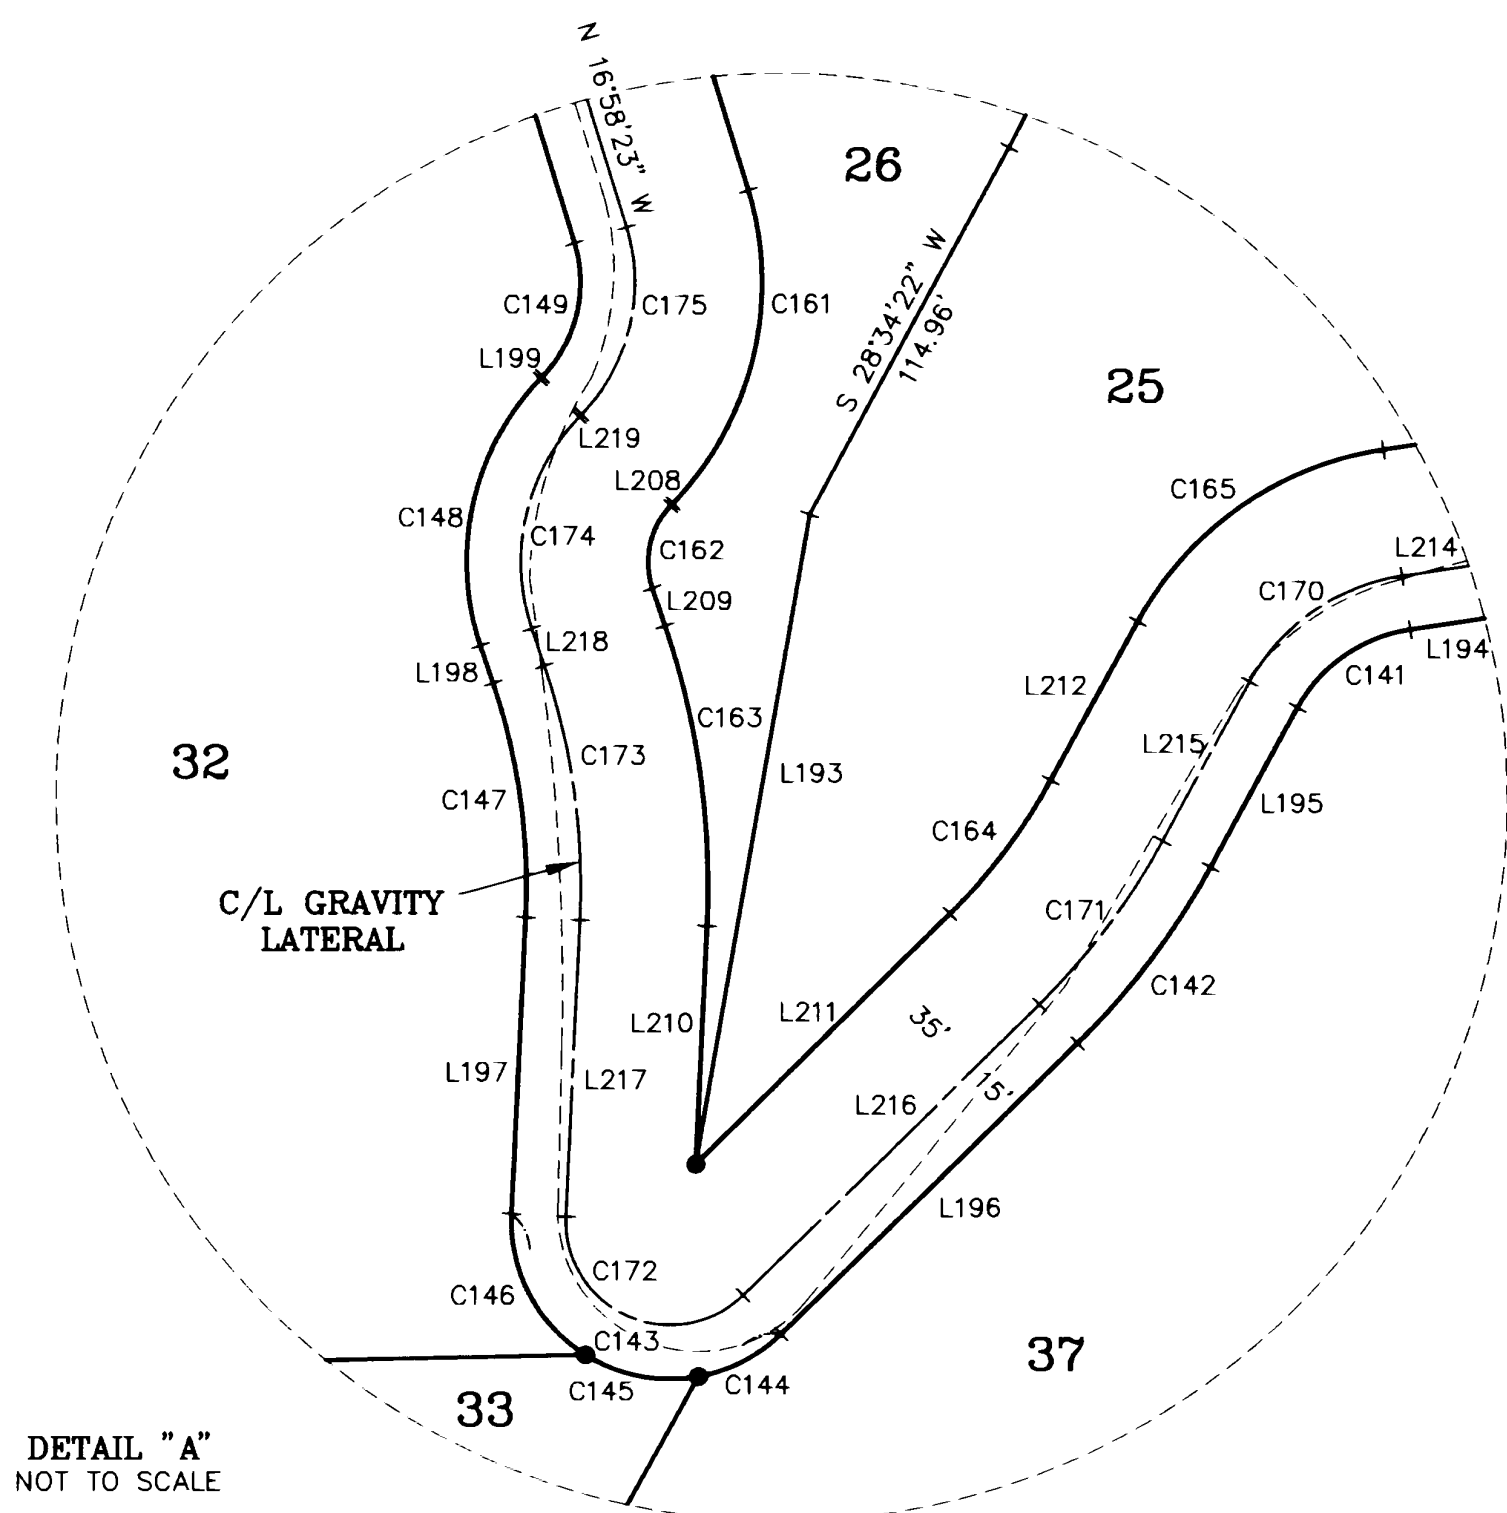 N 16°58'23" W
26
S 28°34'22" W
114.96'
C149
C175
C161
L199
25
L219
L208
C165
C148
C174
C162
L214
C170
L209
L218
L194
L198
C141
L212
C163
L215
32
C173
L193
C147
L195
C164
C/L GRAVITY
LATERAL
C171
C142
L211
35'
L210
L197
L217
15'
L216
L196
C172
C146
C143
37
C145
C144
33
DETAIL "A"
NOT TO SCALE